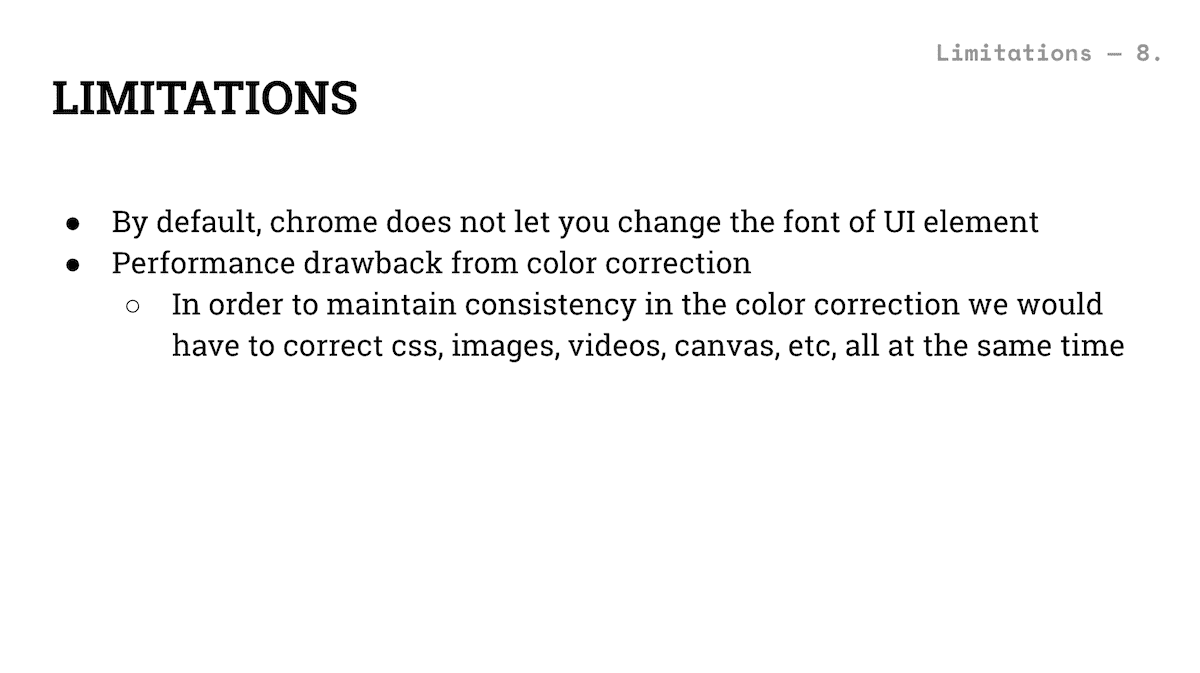 Limitations — 8.
LIMITATIONS
● By default, chrome does not let you change the font of UI element
● Performance drawback from color correction
○ In order to maintain consistency in the color correction we would
have to correct css, images, videos, canvas, etc, all at the same time